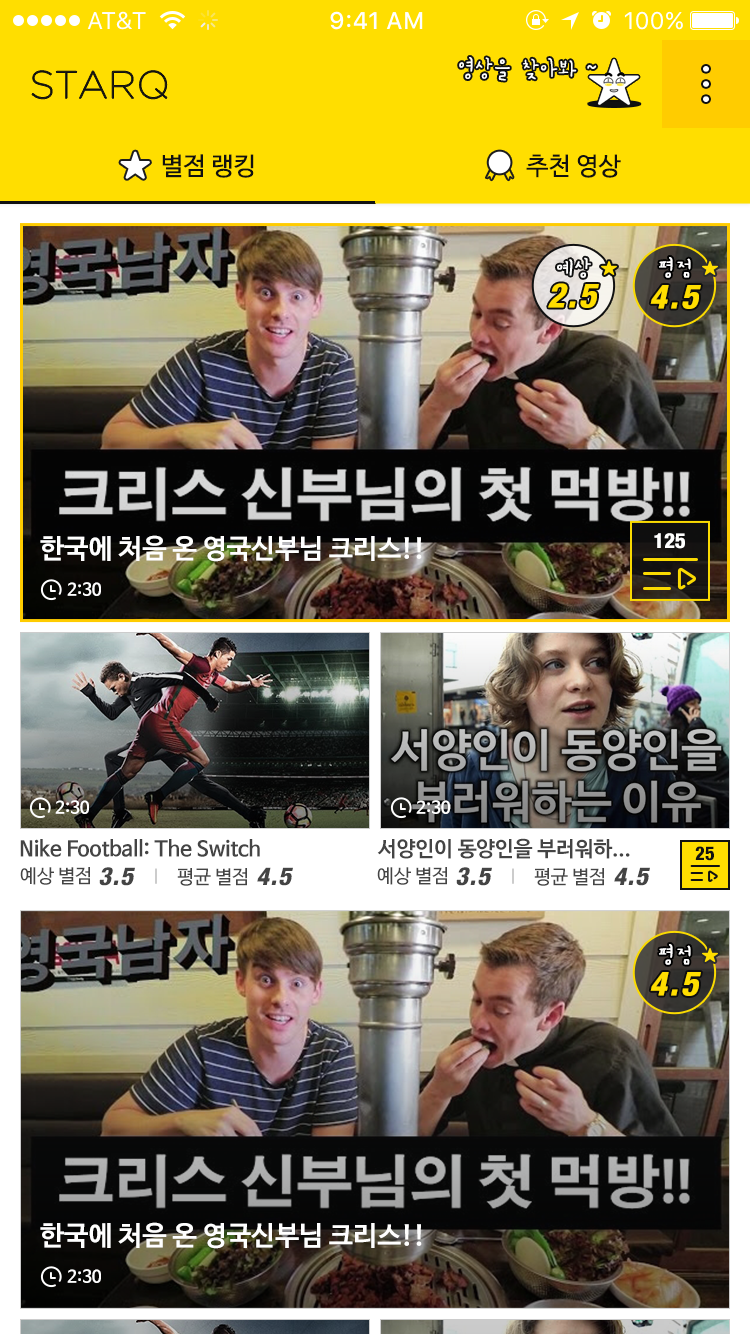 AT&T
9:41 AM
100%
STARQ
영상을 찾아봐 ~
별점 랭킹
추천 영상
영국남자
예상
2.5
평점
4.5
크리스 신부님의 첫 먹방!!
한국에 처음 온 영국신부님 크리스!!
125
2:30
2:30
서양인이 동양인을
부러워하는 이유
2:30
Nike Football: The Switch
예상 별점 3.5 | 평균 별점 4.5
서양인이 동양인을 부러워하...
예상 별점 3.5 | 평균 별점 4.5
25
영국남자
평점
4.5
크리스 신부님의 첫 먹방!!
한국에 처음 온 영국신부님 크리스!!
2:30